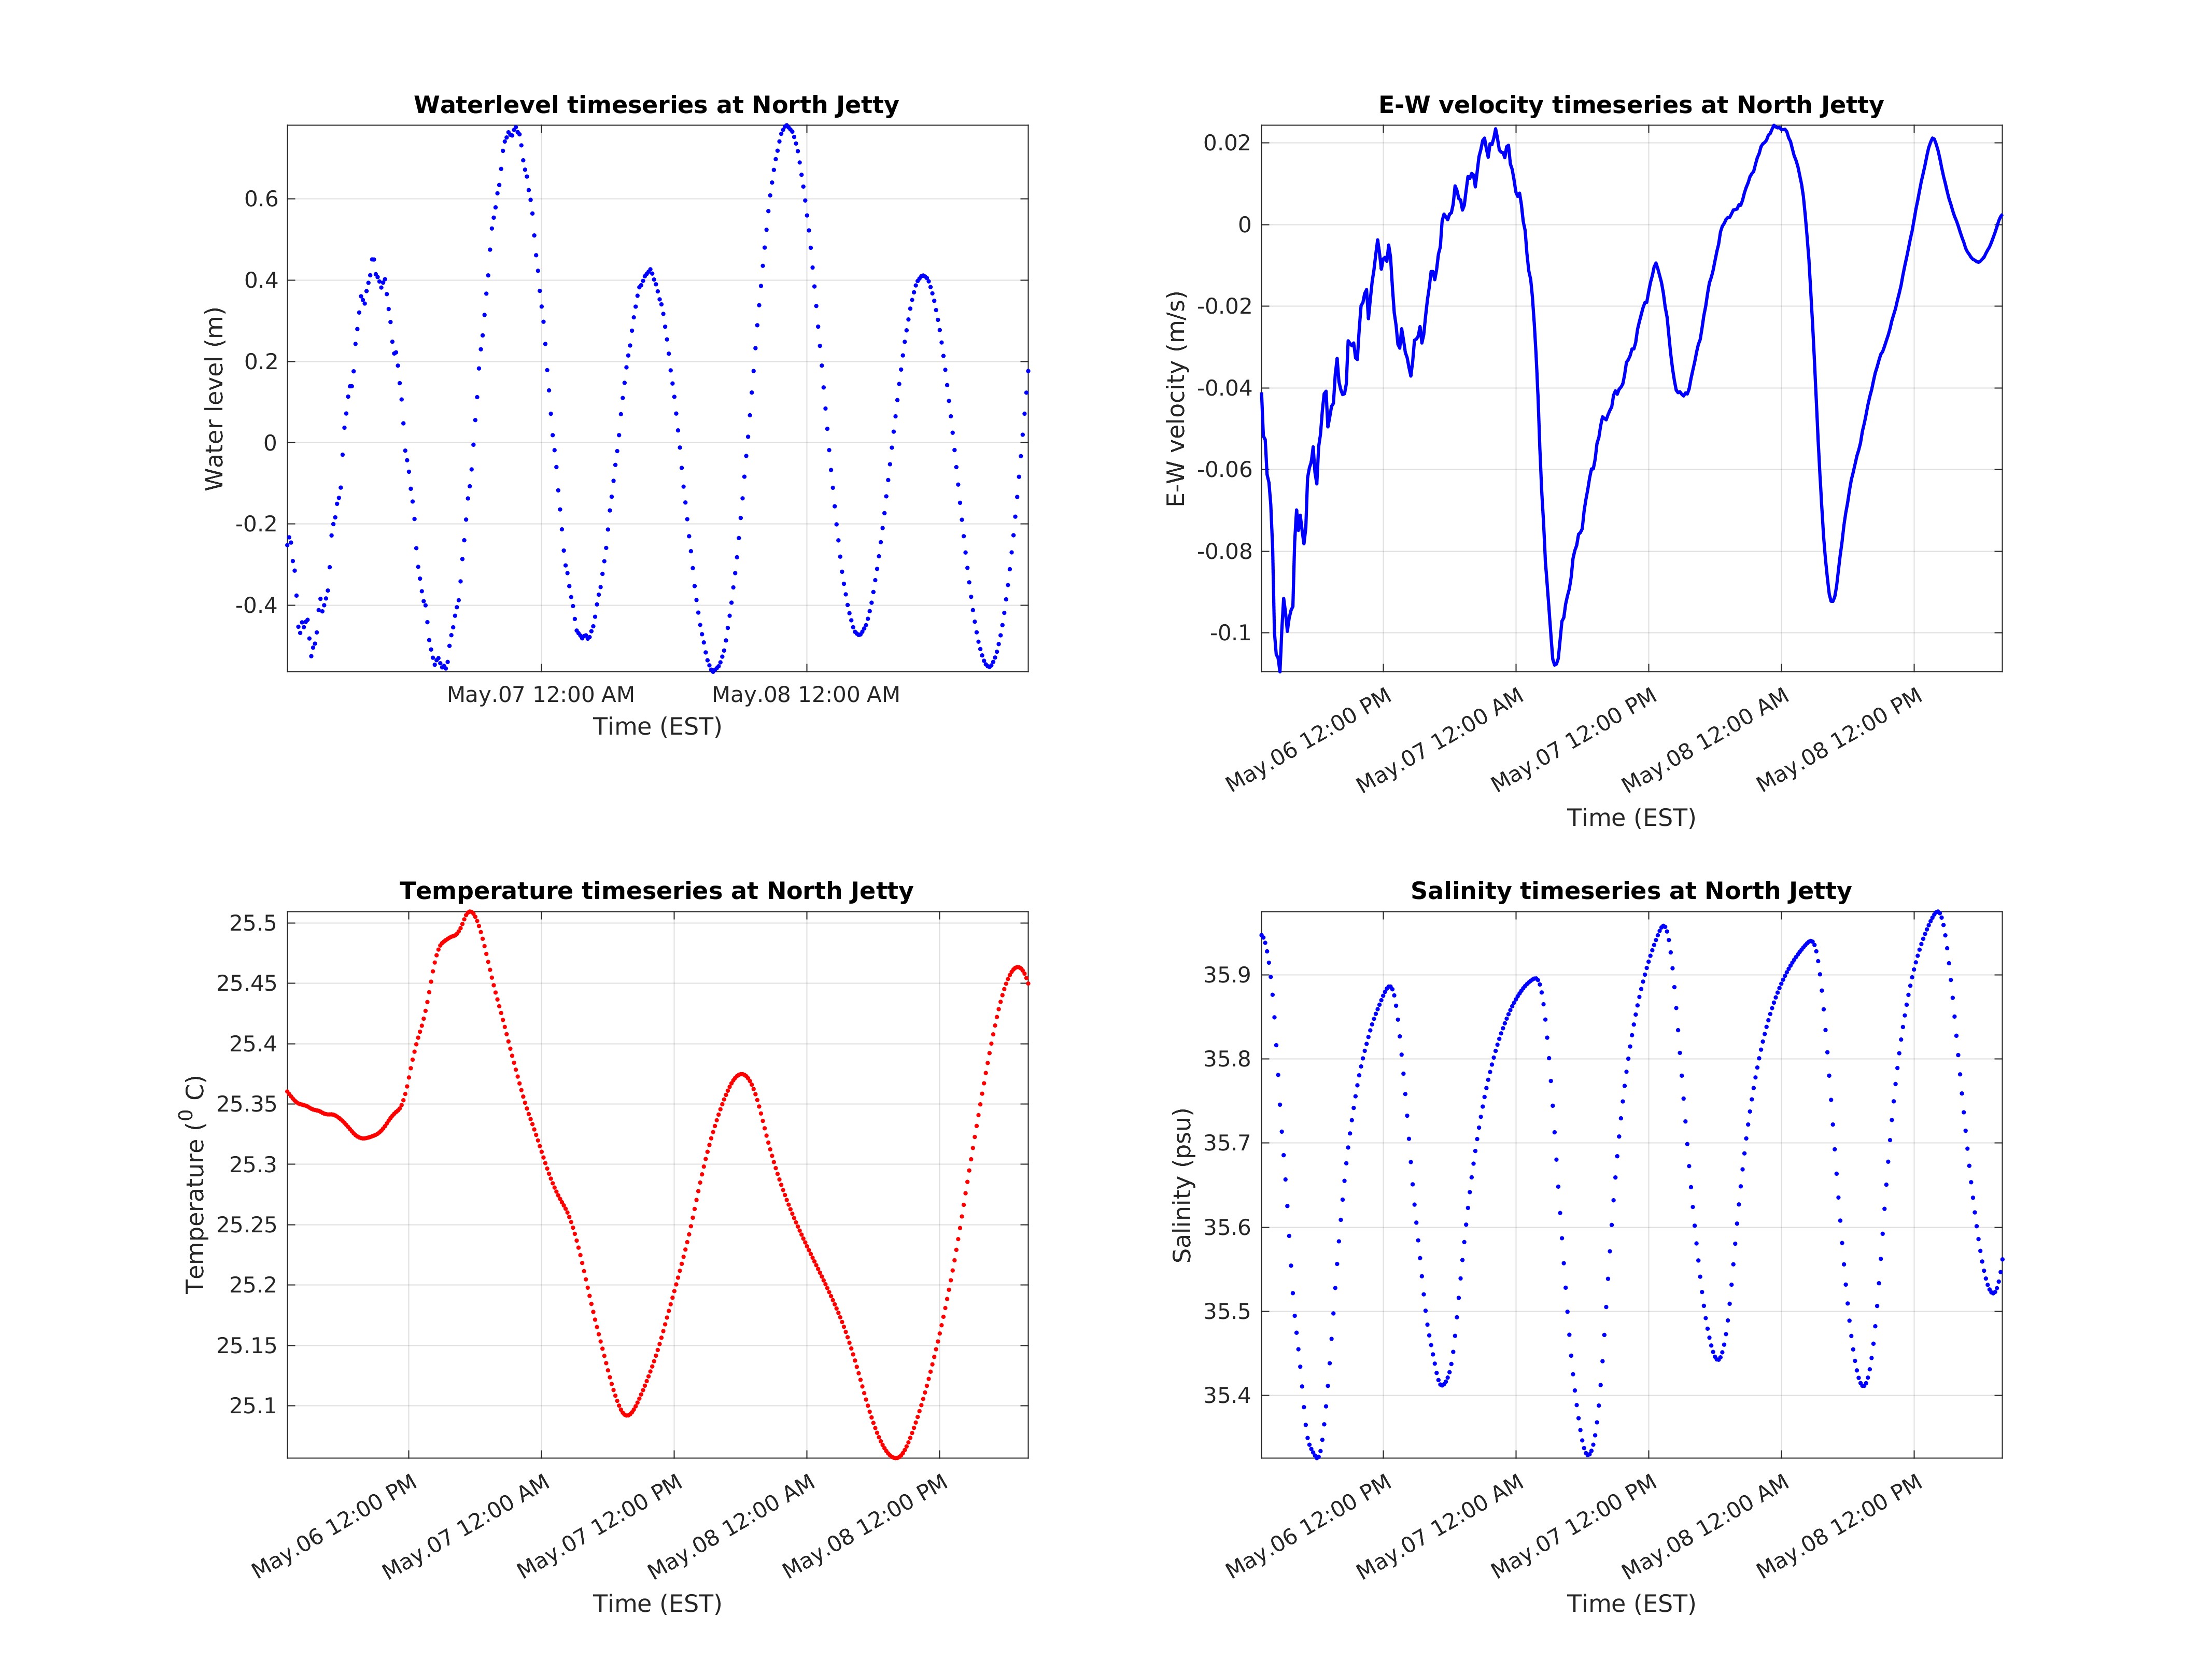 Waterlevel timeseries at North Jetty
0.6
0.4
0.2
0
-0.2
-0.4
Water level (m)
May.07 12:00 AM
May.08 12:00 AM
Time (EST)
E-W velocity timeseries at North Jetty
0.02
0
-0.02
-0.04
-0.06
-0.08
-0.1
E-W velocity (m/s)
May.06 12:00 PM
May.07 12:00 AM
May.07 12:00 PM
May.08 12:00 AM
May.08 12:00 PM
Time (EST)
Temperature timeseries at North Jetty
25.5
25.45
25.4
25.35
25.3
25.25
25.2
25.15
25.1
Temperature (⁰ C)
May.06 12:00 PM
May.07 12:00 AM
May.07 12:00 PM
May.08 12:00 AM
May.08 12:00 PM
Time (EST)
Salinity timeseries at North Jetty
35.9
35.8
35.7
35.6
35.5
35.4
Salinity (psu)
May.06 12:00 PM
May.07 12:00 AM
May.07 12:00 PM
May.08 12:00 AM
May.08 12:00 PM
Time (EST)